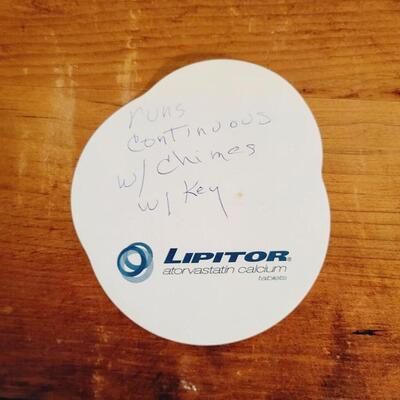 runs
continuous
w/ chimes
w/ key
LIPITOR®
atorvastatin calcium
tablets